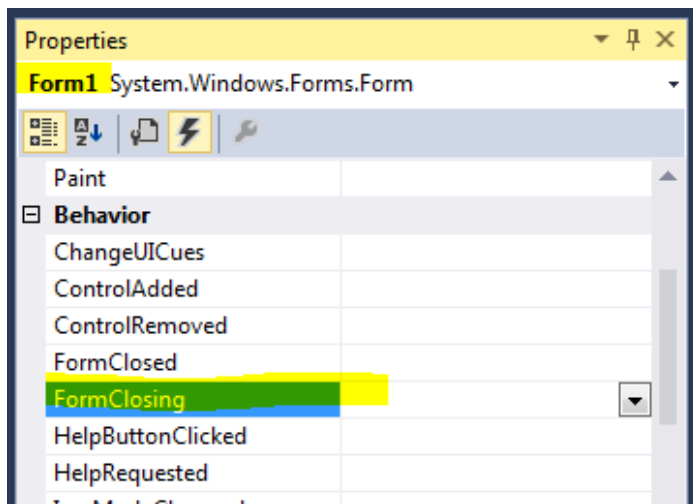 Properties
Form1 System.Windows.Forms.Form
Paint
Behavior
ChangeUICues
ControlAdded
ControlRemoved
FormClosed
FormClosing
HelpButtonClicked
HelpRequested